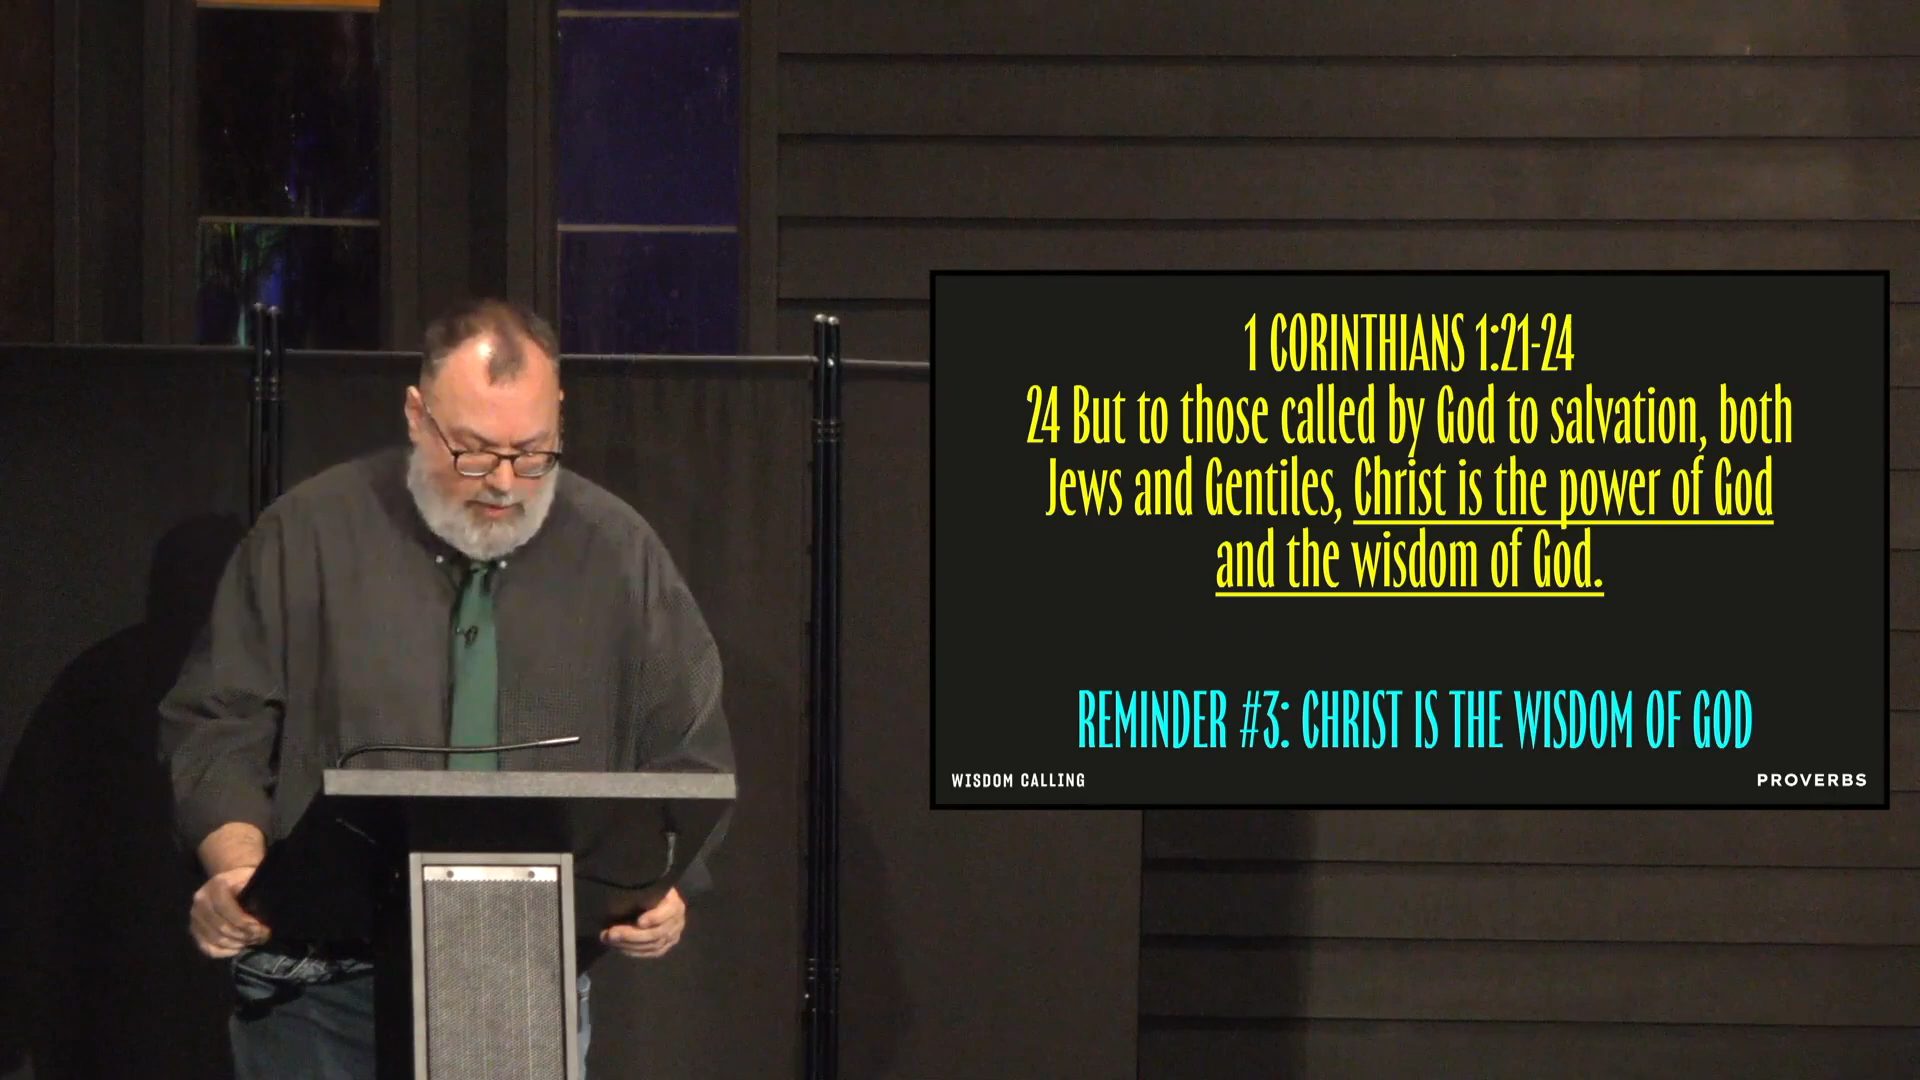 1 CORINTHIANS 1:21-24
24 But to those called by God to salvation, both
Jews and Gentiles, Christ is the power of God
and the wisdom of God.
REMINDER #3: CHRIST IS THE WISDOM OF GOD
WISDOM CALLING
PROVERBS